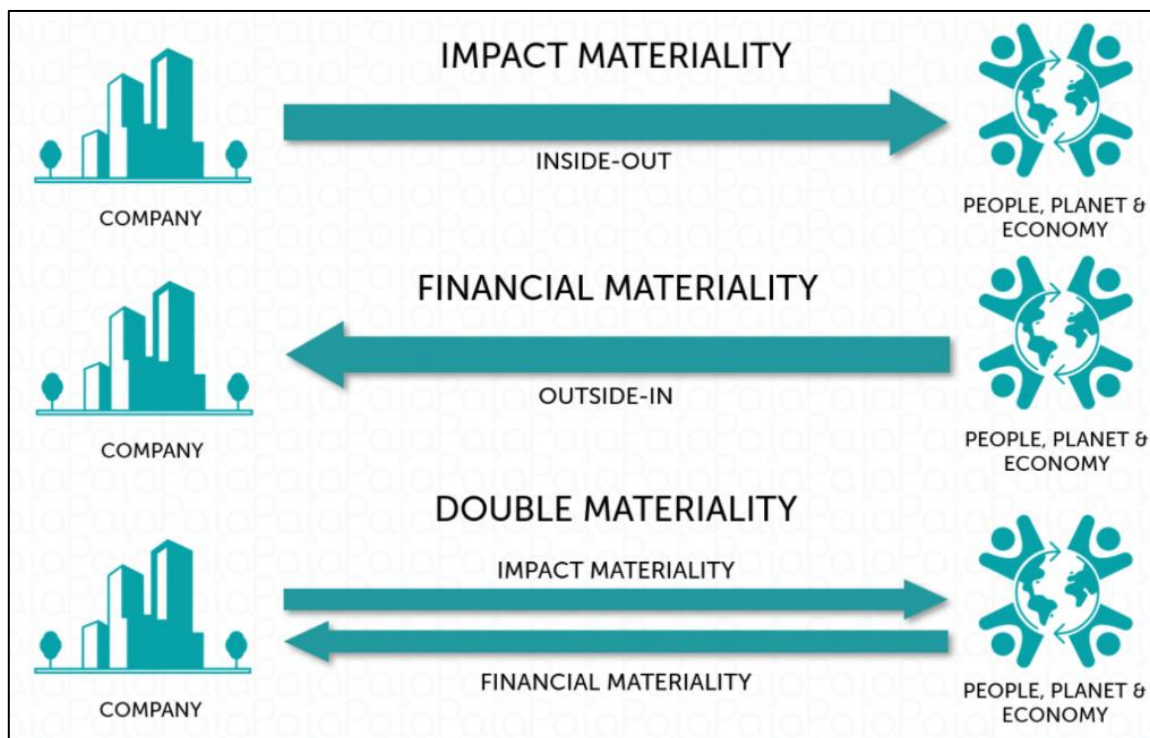 IMPACT MATERIALITY
INSIDE-OUT
COMPANY
PEOPLE, PLANET &
ECONOMY
FINANCIAL MATERIALITY
OUTSIDE-IN
COMPANY
PEOPLE, PLANET &
ECONOMY
DOUBLE MATERIALITY
IMPACT MATERIALITY
FINANCIAL MATERIALITY
COMPANY
PEOPLE, PLANET &
ECONOMY